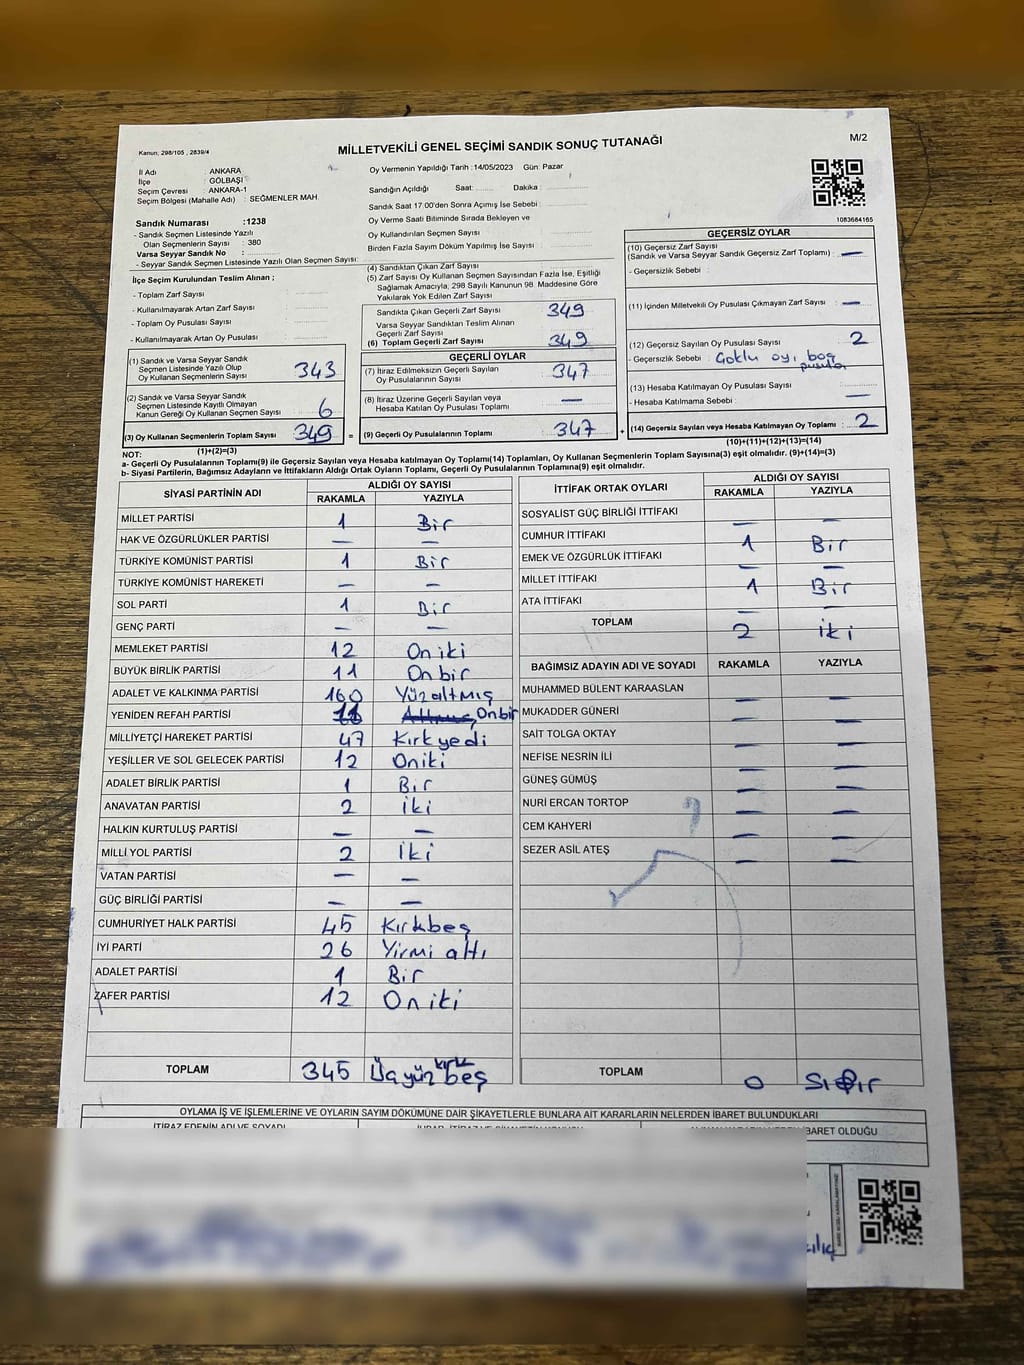 Kanun; 298/105 , 2839/4
MİLLETVEKİLİ GENEL SEÇİMİ SANDIK SONUÇ TUTANAĞI
M/2
İl Adı : ANKARA
İlçe : GÖLBAŞI
Seçim Çevresi : ANKARA-1
Seçim Bölgesi (Mahalle Adı) : SEĞMENLER MAH.
Oy Vermenin Yapıldığı Tarih :14/05/2023 Gün: Pazar
Sandığın Açıldığı Saat: Dakika :
Sandık Saat 17:00'den Sonra Açımış İse Sebebi :
Oy Verme Saati Bitiminde Sırada Bekleyen ve
Oy Kullandırılan Seçmen Sayısı
Birden Fazla Sayım Döküm Yapılmış İse Sayısı :
1083684165
Sandık Numarası :1238
- Sandık Seçmen Listesinde Yazılı
Olan Seçmenlerin Sayısı : 380
Varsa Seyyar Sandık No :
- Seyyar Sandık Seçmen Listesinde Yazılı Olan Seçmen Sayısı:
İlçe Seçim Kurulundan Teslim Alınan ;
- Toplam Zarf Sayısı :
- Kullanılmayarak Artan Zarf Sayısı :
- Toplam Oy Pusulası Sayısı :
- Kullanılmayarak Artan Oy Pusulası :
(4) Sandıktan Çıkan Zarf Sayısı
(5) Zarf Sayısı Oy Kullanan Seçmen Sayısından Fazla İse, Eşitliği
Sağlamak Amacıyla; 298 Sayılı Kanunun 98. Maddesine Göre
Yakılarak Yok Edilen Zarf Sayısı
Sandıkta Çıkan Geçerli Zarf Sayısı 349
Varsa Seyyar Sandıktan Teslim Alınan
Geçerli Zarf Sayısı
(6) Toplam Geçerli Zarf Sayısı 349
GEÇERSİZ OYLAR
(10) Geçersiz Zarf Sayısı
(Sandık ve Varsa Seyyar Sandık Geçersiz Zarf Toplamı) : —
- Geçersizlik Sebebi :
(11) İçinden Milletvekili Oy Pusulası Çıkmayan Zarf Sayısı : —
(12) Geçersiz Sayılan Oy Pusulası Sayısı : 2
- Geçersizlik Sebebi : Çoklu oy, boş
pusula
(13) Hesaba Katılmayan Oy Pusulası Sayısı :
- Hesaba Katılmama Sebebi : —
(14) Geçersiz Sayılan veya Hesaba Katılmayan Oy Toplamı : 2
(10)+(11)+(12)+(13)=(14)
(1) Sandık ve Varsa Seyyar Sandık
Seçmen Listesinde Yazılı Olup
Oy Kullanan Seçmenlerin Sayısı 343
(2) Sandık ve Varsa Seyyar Sandık
Seçmen Listesinde Kayıtlı Olmayan
Kanun Gereği Oy Kullanan Seçmen Sayısı 6
(3) Oy Kullanan Seçmenlerin Toplam Sayısı 349 =
(1)+(2)=(3)
GEÇERLİ OYLAR
(7) İtiraz Edilmeksizin Geçerli Sayılan
Oy Pusulalarının Sayısı 347
(8) İtiraz Üzerine Geçerli Sayılan veya
Hesaba Katılan Oy Pusulası Toplamı —
(9) Geçerli Oy Pusulalarının Toplamı 347 +
NOT:
a- Geçerli Oy Pusulalarının Toplamı(9) ile Geçersiz Sayılan veya Hesaba katılmayan Oy Toplamı(14) Toplamları, Oy Kullanan Seçmenlerin Toplam Sayısına(3) eşit olmalıdır. (9)+(14)=(3)
b- Siyasi Partilerin, Bağımsız Adayların ve İttifakların Aldığı Ortak Oyların Toplamı, Geçerli Oy Pusulalarının Toplamına(9) eşit olmalıdır.
SİYASİ PARTİNİN ADI ALDIĞI OY SAYISI
RAKAMLA YAZIYLA
MİLLET PARTİSİ 1 Bir
HAK VE ÖZGÜRLÜKLER PARTİSİ — —
TÜRKİYE KOMÜNİST PARTİSİ 1 Bir
TÜRKİYE KOMÜNİST HAREKETİ — —
SOL PARTİ 1 Bir
GENÇ PARTİ — —
MEMLEKET PARTİSİ 12 On iki
BÜYÜK BİRLİK PARTİSİ 11 On bir
ADALET VE KALKINMA PARTİSİ 160 Yüzaltmış
YENİDEN REFAH PARTİSİ 11 Altmış, Onbir
MİLLİYETÇİ HAREKET PARTİSİ 47 Kırkyedi
YEŞİLLER VE SOL GELECEK PARTİSİ 12 Oniki
ADALET BİRLİK PARTİSİ 1 Bir
ANAVATAN PARTİSİ 2 İki
HALKIN KURTULUŞ PARTİSİ — —
MİLLİ YOL PARTİSİ 2 İki
VATAN PARTİSİ — —
GÜÇ BİRLİĞİ PARTİSİ — —
CUMHURİYET HALK PARTİSİ 45 Kırkbeş
İYİ PARTİ 26 Yirmi altı
ADALET PARTİSİ 1 Bir
ZAFER PARTİSİ 12 On iki
TOPLAM 345 Üçyüzkırkbeş
İTTİFAK ORTAK OYLARI ALDIĞI OY SAYISI
RAKAMLA YAZIYLA
SOSYALIST GÜÇ BİRLİĞİ İTTİFAKI — —
CUMHUR İTTİFAKI 1 Bir
EMEK VE ÖZGÜRLÜK İTTİFAKI — —
MİLLET İTTİFAKI 1 Bir
ATA İTTİFAKI — —
TOPLAM 2 İki
BAĞIMSIZ ADAYIN ADI VE SOYADI RAKAMLA YAZIYLA
MUHAMMED BÜLENT KARAASLAN — —
MUKADDER GÜNERİ — —
SAİT TOLGA OKTAY — —
NEFİSE NESRİN İLİ — —
GÜNEŞ GÜMÜŞ — —
NURİ ERCAN TORTOP — —
CEM KAHYERİ — —
SEZER ASİL ATEŞ — —
TOPLAM 0 Sıfır
OYLAMA İŞ VE İŞLEMLERİNE VE OYLARIN SAYIM DÖKÜMÜNE DAİR ŞİKAYETLERLE BUNLARA AİT KARARLARIN NELERDEN İBARET BULUNDUKLARI
İTİRAZ EDENİN ADI VE SOYADI
BARET OLDUĞU